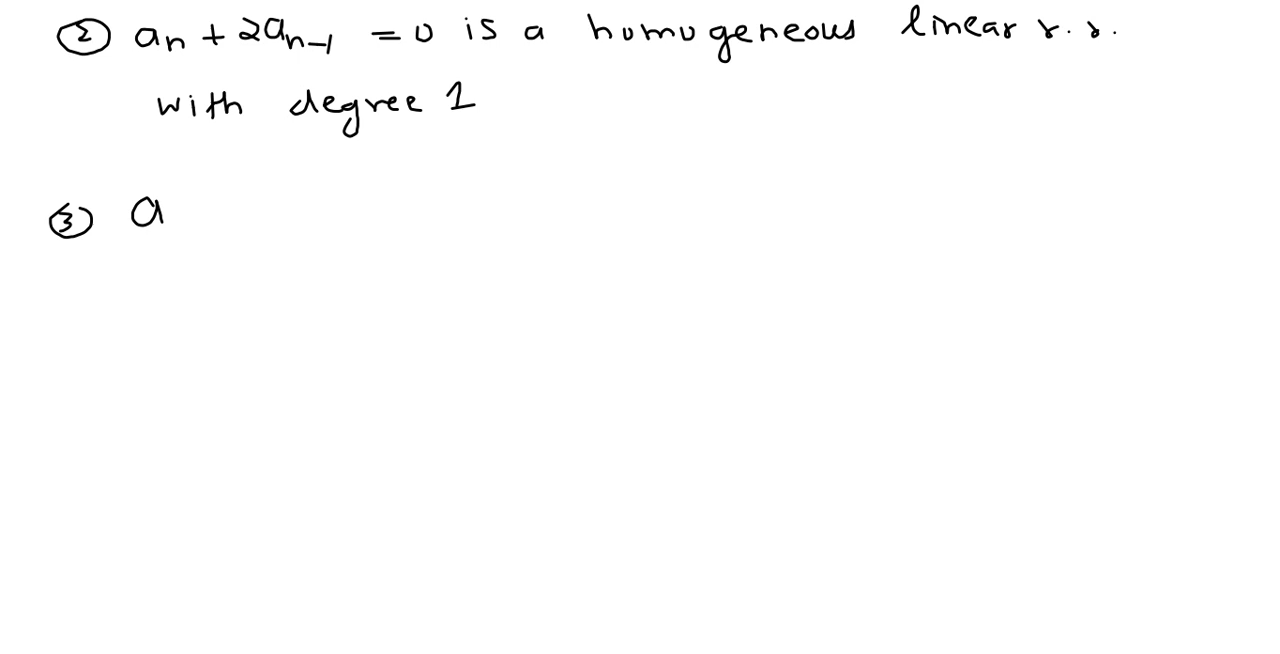 ② aₙ + 2aₙ₋₁ = 0 is a homogeneous linear r.r.
with degree 1
③ a